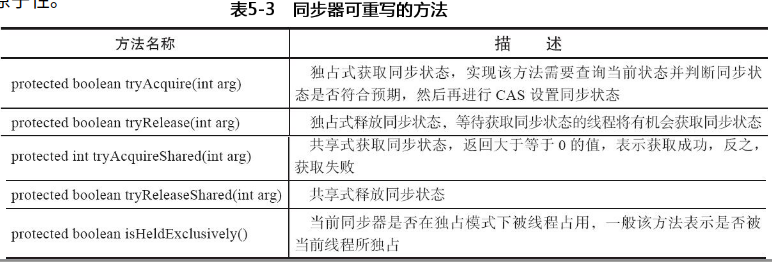 性。
表5-3 同步器可重写的方法
方法名称 描 述
protected boolean tryAcquire(int arg) 独占式获取同步状态，实现该方法需要查询当前状态并判断同步状
态是否符合预期，然后再进行 CAS 设置同步状态
protected boolean tryRelease(int arg) 独占式释放同步状态，等待获取同步状态的线程将有机会获取同步状态
protected int tryAcquireShared(int arg) 共享式获取同步状态，返回大于等于 0 的值，表示获取成功，反之，
获取失败
protected boolean tryReleaseShared(int arg) 共享式释放同步状态
protected boolean isHeldExclusively() 当前同步器是否在独占模式下被线程占用，一般该方法表示是否被
当前线程所独占